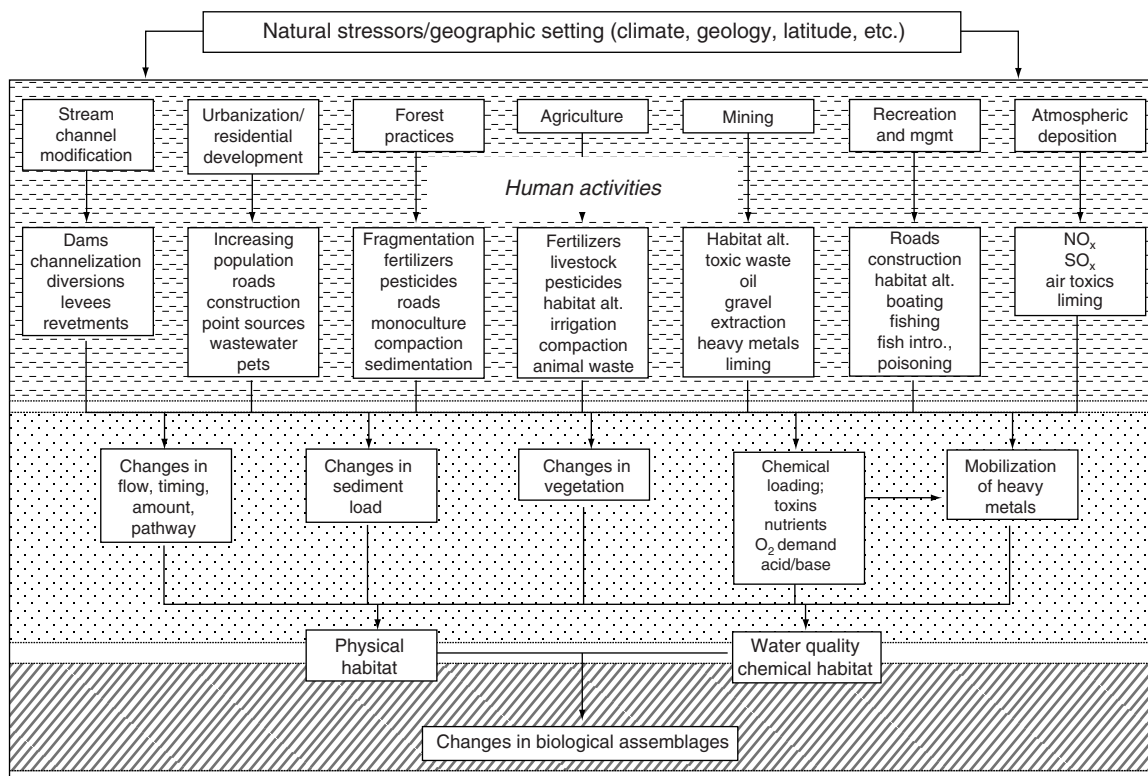 Natural stressors/geographic setting (climate, geology, latitude, etc.)
Stream
channel
modification
Urbanization/
residential
development
Forest
practices
Agriculture
Mining
Recreation
and mgmt
Atmospheric
deposition
Human activities
Dams
channelization
diversions
levees
revetments
Increasing
population
roads
construction
point sources
wastewater
pets
Fragmentation
fertilizers
pesticides
roads
monoculture
compaction
sedimentation
Fertilizers
livestock
pesticides
habitat alt.
irrigation
compaction
animal waste
Habitat alt.
toxic waste
oil
gravel
extraction
heavy metals
liming
Roads
construction
habitat alt.
boating
fishing
fish intro.,
poisoning
NOx
SOx
air toxics
liming
Changes in
flow, timing,
amount,
pathway
Changes in
sediment
load
Changes in
vegetation
Chemical
loading;
toxins
nutrients
O2 demand
acid/base
Mobilization
of heavy
metals
Physical
habitat
Water quality
chemical habitat
Changes in biological assemblages